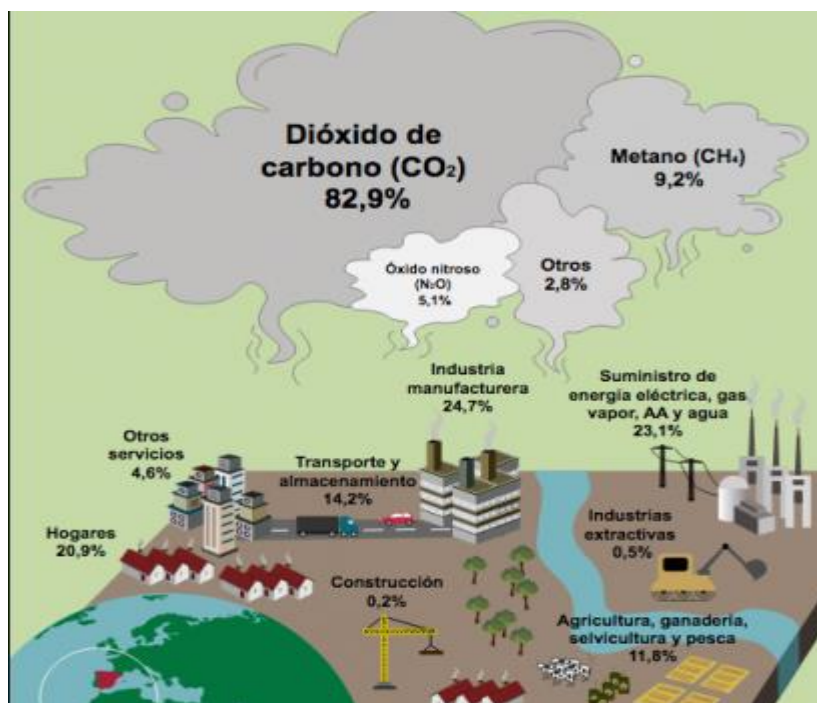 Dióxido de
carbono (CO₂)
82,9%
Metano (CH₄)
9,2%
Óxido nitroso
(N₂O)
5,1%
Otros
2,8%
Industria
manufacturera
24,7%
Suministro de
energía eléctrica, gas
vapor, AA y agua
23,1%
Otros
servicios
4,6%
Transporte y
almacenamiento
14,2%
Hogares
20,9%
Industrias
extractivas
0,5%
Construcción
0,2%
Agricultura, ganadería,
selvicultura y pesca
11,8%